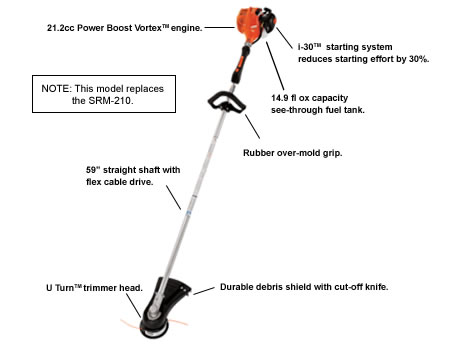 21.2cc Power Boost Vortex™ engine.
i-30™ starting system
reduces starting effort by 30%.
NOTE: This model replaces
the SRM-210.
14.9 fl ox capacity
see-through fuel tank.
Rubber over-mold grip.
59" straight shaft with
flex cable drive.
U Turn™ trimmer head.
Durable debris shield with cut-off knife.